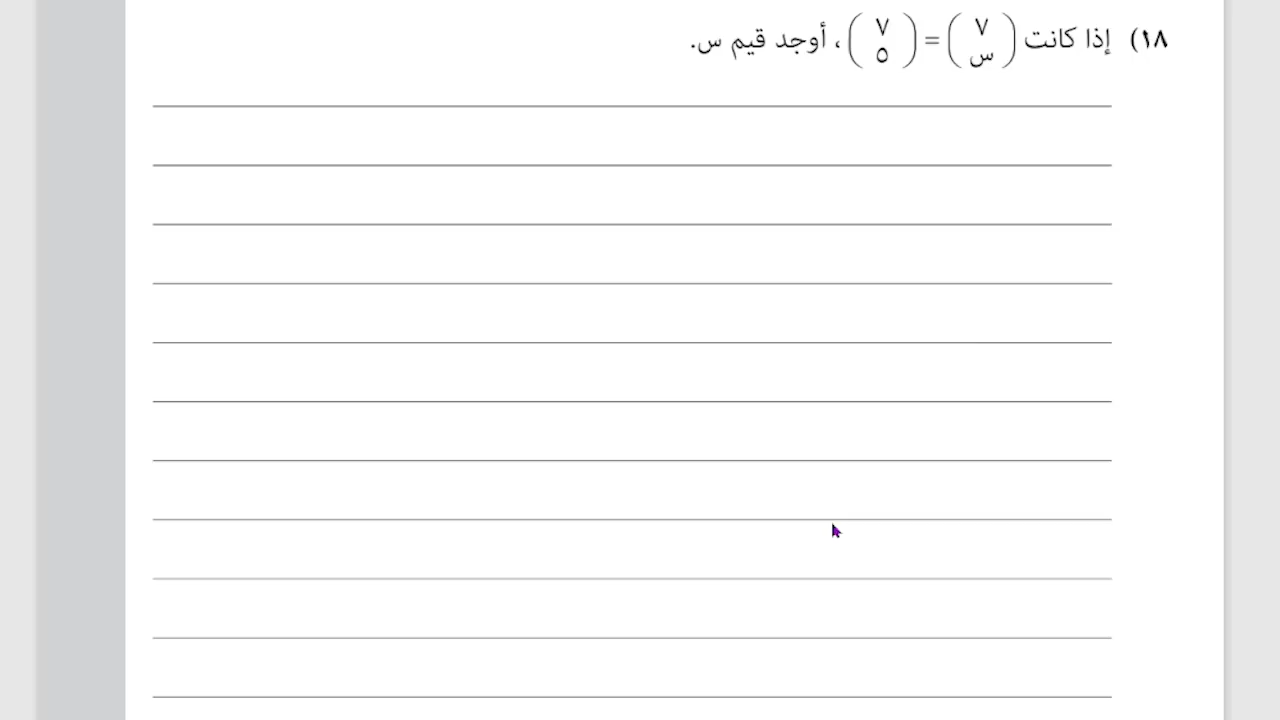 ١٨) إذا كانت (٧ س) = (٧ ٥) ، أوجد قيم س.